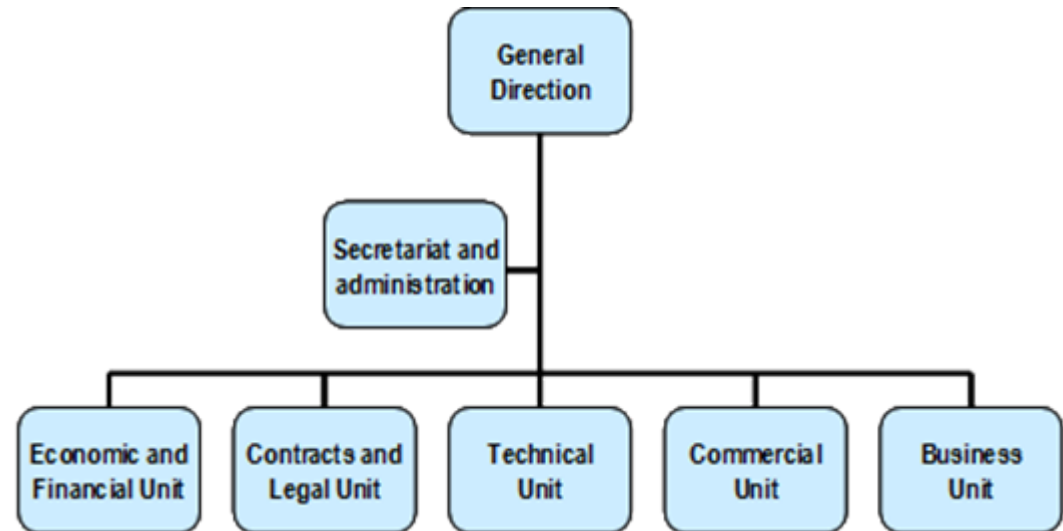 General
Direction
Secretariat and
administration
Economic and
Financial Unit
Contracts and
Legal Unit
Technical
Unit
Commercial
Unit
Business
Unit